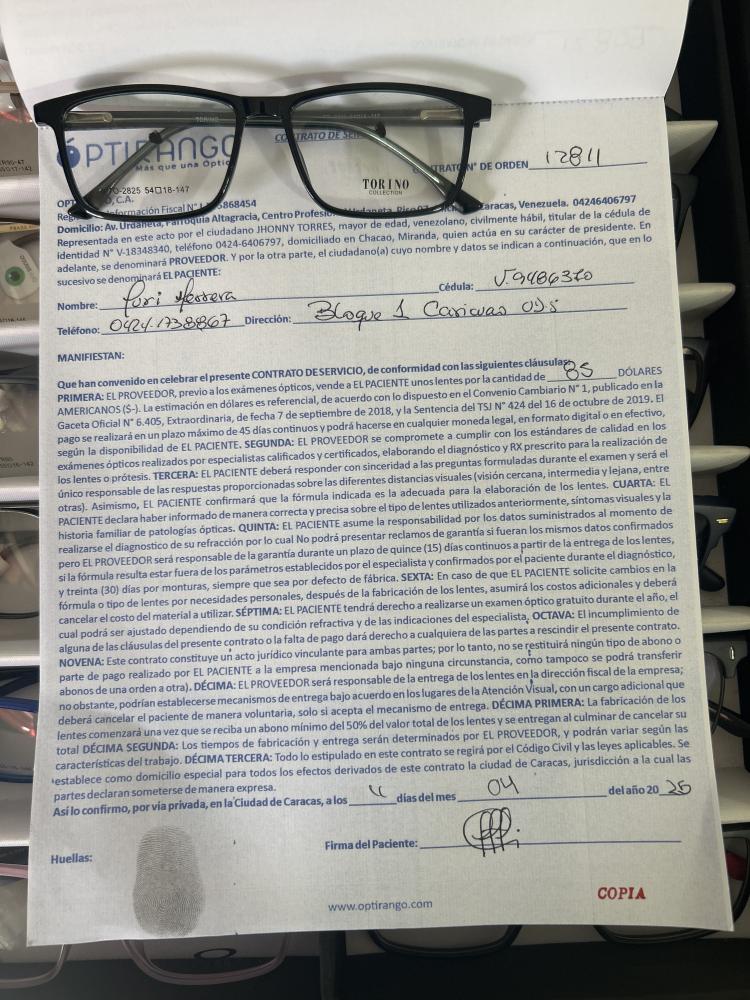 TORINO
OPTIRANGO
Más que una Óptic
CONTRATO DE SE
N° DE ORDEN 12811
2825 54□18-147
TORINO
COLLECTION
C.A.
Información Fiscal N° 5868454
Domicilio: Av. Urdaneta, Parroquia Altagracia, Centro Profesio Urdaneta, Caracas, Venezuela. 04246406797
Representada en este acto por el ciudadano JHONNY TORRES, mayor de edad, venezolano, civilmente hábil, titular de la cédula de
identidad N° V-18348340, teléfono 0424-6406797, domiciliado en Chacao, Miranda, quien actúa en su carácter de presidente. En
adelante, se denominará PROVEEDOR. Y por la otra parte, el ciudadano(a) cuyo nombre y datos se indican a continuación, que en lo
sucesivo se denominará EL PACIENTE:
Nombre: Yuri Herrera Cédula: V.9486370
Teléfono: 0424.1738867 Dirección: Bloque 1 Caricuao UD5
MANIFIESTAN:
Que han convenido en celebrar el presente CONTRATO DE SERVICIO, de conformidad con las siguientes cláusulas:
PRIMERA: EL PROVEEDOR, previo a los exámenes ópticos, vende a EL PACIENTE unos lentes por la cantidad de 85 DÓLARES
AMERICANOS ($-). La estimación en dólares es referencial, de acuerdo con lo dispuesto en el Convenio Cambiario N° 1, publicado en la
Gaceta Oficial N° 6.405, Extraordinaria, de fecha 7 de septiembre de 2018, y la Sentencia del TSJ N° 424 del 16 de octubre de 2019. El
pago se realizará en un plazo máximo de 45 días continuos y podrá hacerse en cualquier moneda legal, en formato digital o en efectivo,
según la disponibilidad de EL PACIENTE. SEGUNDA: EL PROVEEDOR se compromete a cumplir con los estándares de calidad en los
exámenes ópticos realizados por especialistas calificados y certificados, elaborando el diagnóstico y RX prescrito para la realización de
los lentes o prótesis. TERCERA: EL PACIENTE deberá responder con sinceridad a las preguntas formuladas durante el examen y será el
único responsable de las respuestas proporcionadas sobre las diferentes distancias visuales (visión cercana, intermedia y lejana, entre
otras). Asimismo, EL PACIENTE confirmará que la fórmula indicada es la adecuada para la elaboración de los lentes. CUARTA: EL
PACIENTE declara haber informado de manera correcta y precisa sobre el tipo de lentes utilizados anteriormente, síntomas visuales y la
historia familiar de patologías ópticas. QUINTA: EL PACIENTE asume la responsabilidad por los datos suministrados al momento de
realizarse el diagnostico de su refracción por lo cual No podrá presentar reclamos de garantía si fueran los mismos datos confirmados
pero EL PROVEEDOR será responsable de la garantía durante un plazo de quince (15) días continuos a partir de la entrega de los lentes,
si la fórmula resulta estar fuera de los parámetros establecidos por el especialista y confirmados por el paciente durante el diagnóstico,
y treinta (30) días por monturas, siempre que sea por defecto de fábrica. SEXTA: En caso de que EL PACIENTE solicite cambios en la
fórmula o tipo de lentes por necesidades personales, después de la fabricación de los lentes, asumirá los costos adicionales y deberá
cancelar el costo del material a utilizar. SÉPTIMA: EL PACIENTE tendrá derecho a realizarse un examen óptico gratuito durante el año, el
cual podrá ser ajustado dependiendo de su condición refractiva y de las indicaciones del especialista. OCTAVA: El incumplimiento de
alguna de las cláusulas del presente contrato o la falta de pago dará derecho a cualquiera de las partes a rescindir el presente contrato.
NOVENA: Este contrato constituye un acto jurídico vinculante para ambas partes; por lo tanto, no se restituirá ningún tipo de abono o
parte de pago realizado por EL PACIENTE a la empresa mencionada bajo ninguna circunstancia, como tampoco se podrá transferir
abonos de una orden a otra). DÉCIMA: EL PROVEEDOR será responsable de la entrega de los lentes en la dirección fiscal de la empresa;
no obstante, podrían establecerse mecanismos de entrega bajo acuerdo en los lugares de la Atención Visual, con un cargo adicional que
deberá cancelar el paciente de manera voluntaria, solo si acepta el mecanismo de entrega. DÉCIMA PRIMERA: La fabricación de los
lentes comenzará una vez que se reciba un abono mínimo del 50% del valor total de los lentes y se entregan al culminar de cancelar su
total DÉCIMA SEGUNDA: Los tiempos de fabricación y entrega serán determinados por EL PROVEEDOR, y podrán variar según las
características del trabajo. DÉCIMA TERCERA: Todo lo estipulado en este contrato se regirá por el Código Civil y las leyes aplicables. Se
establece como domicilio especial para todos los efectos derivados de este contrato la ciudad de Caracas, jurisdicción a la cual las
partes declaran someterse de manera expresa.
Así lo confirmo, por vía privada, en la Ciudad de Caracas, a los días del mes 04 del año 2025
Huellas:
Firma del Paciente:
www.optirango.com
COPIA